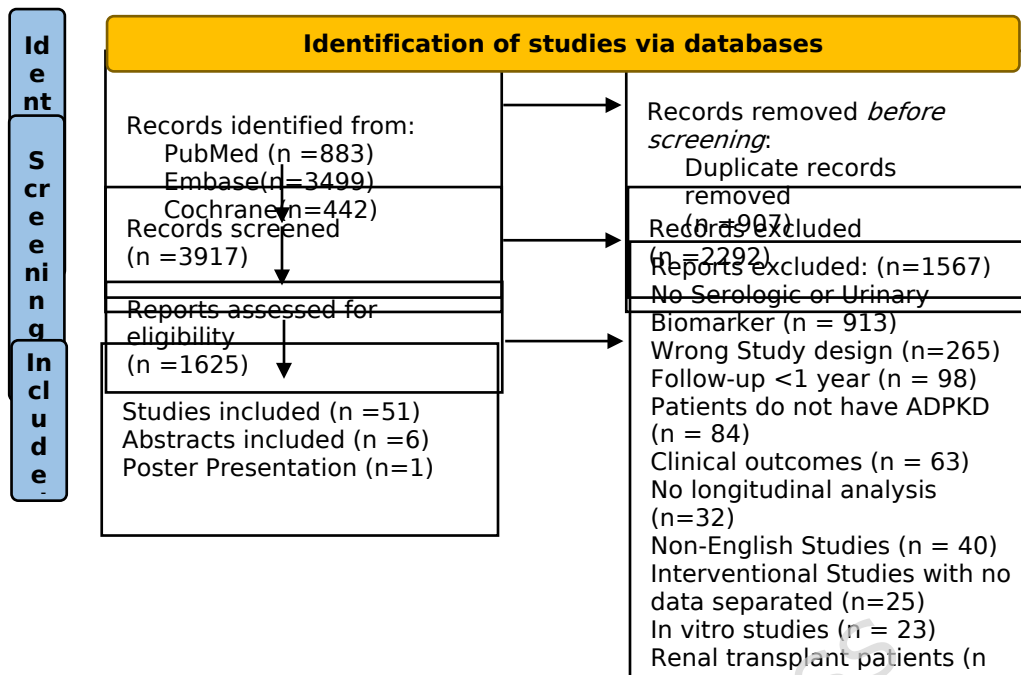 Identification of studies via databases
Id
e
nt
S
cr
e
e
ni
n
g
In
cl
u
d
e
Records identified from:
PubMed (n =883)
Embase(n=3499)
Cochrane(n=442)
Records removed before
screening:
Duplicate records
removed
(n =907)
Records screened
(n =3917)
Records excluded
(n =2292)
Reports assessed for
eligibility
(n =1625)
Reports excluded: (n=1567)
No Serologic or Urinary
Biomarker (n = 913)
Wrong Study design (n=265)
Follow-up <1 year (n = 98)
Patients do not have ADPKD
(n = 84)
Clinical outcomes (n = 63)
No longitudinal analysis
(n=32)
Non-English Studies (n = 40)
Interventional Studies with no
data separated (n=25)
In vitro studies (n = 23)
Renal transplant patients (n
Studies included (n =51)
Abstracts included (n =6)
Poster Presentation (n=1)